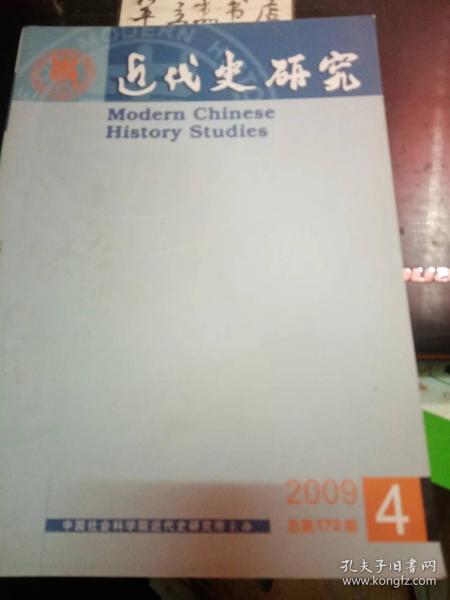 书店
近代史研究
Modern Chinese
History Studies
2009
4
总第172期
中国社会科学院近代史研究所主办
孔夫子旧书网
www.kongfz.com